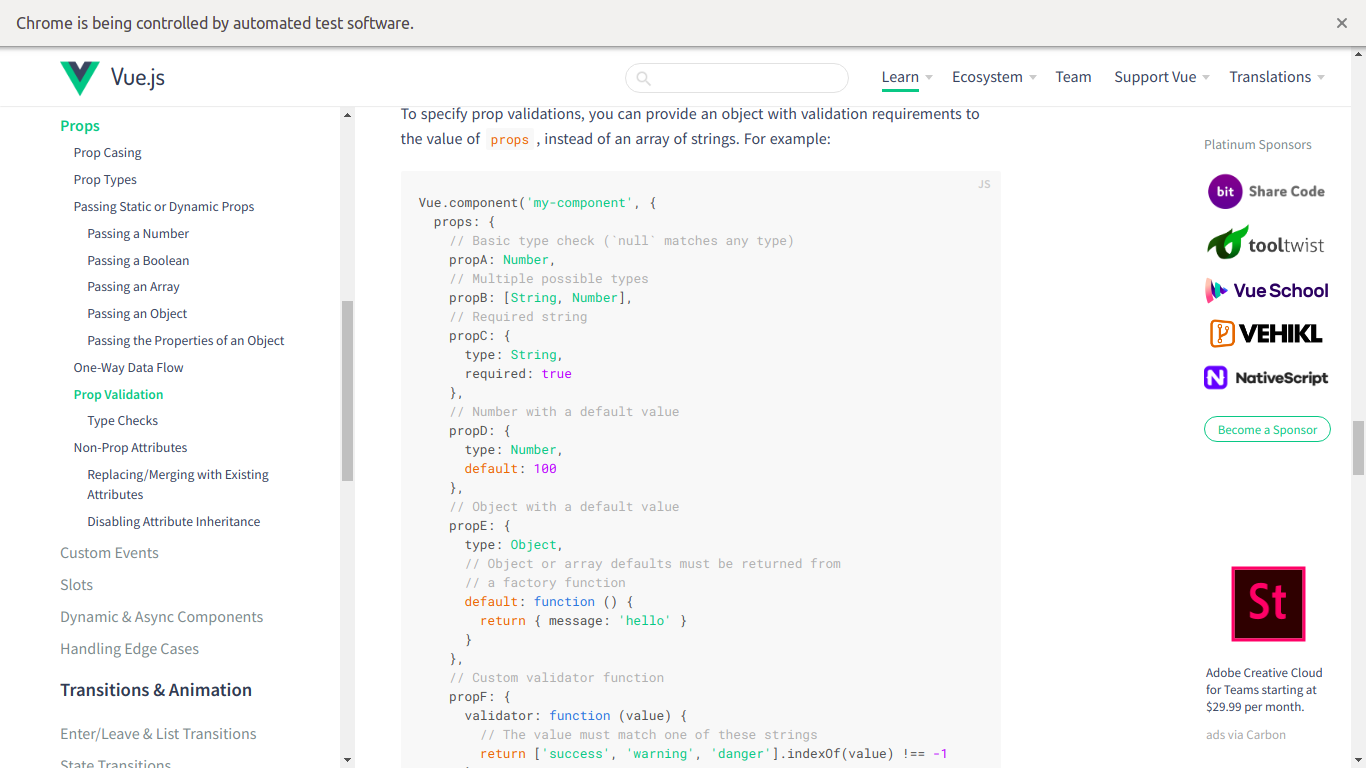 Chrome is being controlled by automated test software.
Vue.js
Learn
Ecosystem
Team
Support Vue
Translations
Props
Prop Casing
Prop Types
Passing Static or Dynamic Props
Passing a Number
Passing a Boolean
Passing an Array
Passing an Object
Passing the Properties of an Object
One-Way Data Flow
Prop Validation
Type Checks
Non-Prop Attributes
Replacing/Merging with Existing
Attributes
Disabling Attribute Inheritance
Custom Events
Slots
Dynamic & Async Components
Handling Edge Cases
Transitions & Animation
Enter/Leave & List Transitions
State Transitions
To specify prop validations, you can provide an object with validation requirements to
the value of props , instead of an array of strings. For example:
JS
Vue.component('my-component', {
props: {
// Basic type check (`null` matches any type)
propA: Number,
// Multiple possible types
propB: [String, Number],
// Required string
propC: {
type: String,
required: true
},
// Number with a default value
propD: {
type: Number,
default: 100
},
// Object with a default value
propE: {
type: Object,
// Object or array defaults must be returned from
// a factory function
default: function () {
return { message: 'hello' }
}
},
// Custom validator function
propF: {
validator: function (value) {
// The value must match one of these strings
return ['success', 'warning', 'danger'].indexOf(value) !== -1
Platinum Sponsors
bit Share Code
tooltwist
Vue School
VEHIKL
N NativeScript
Become a Sponsor
St
Adobe Creative Cloud
for Teams starting at
$29.99 per month.
ads via Carbon